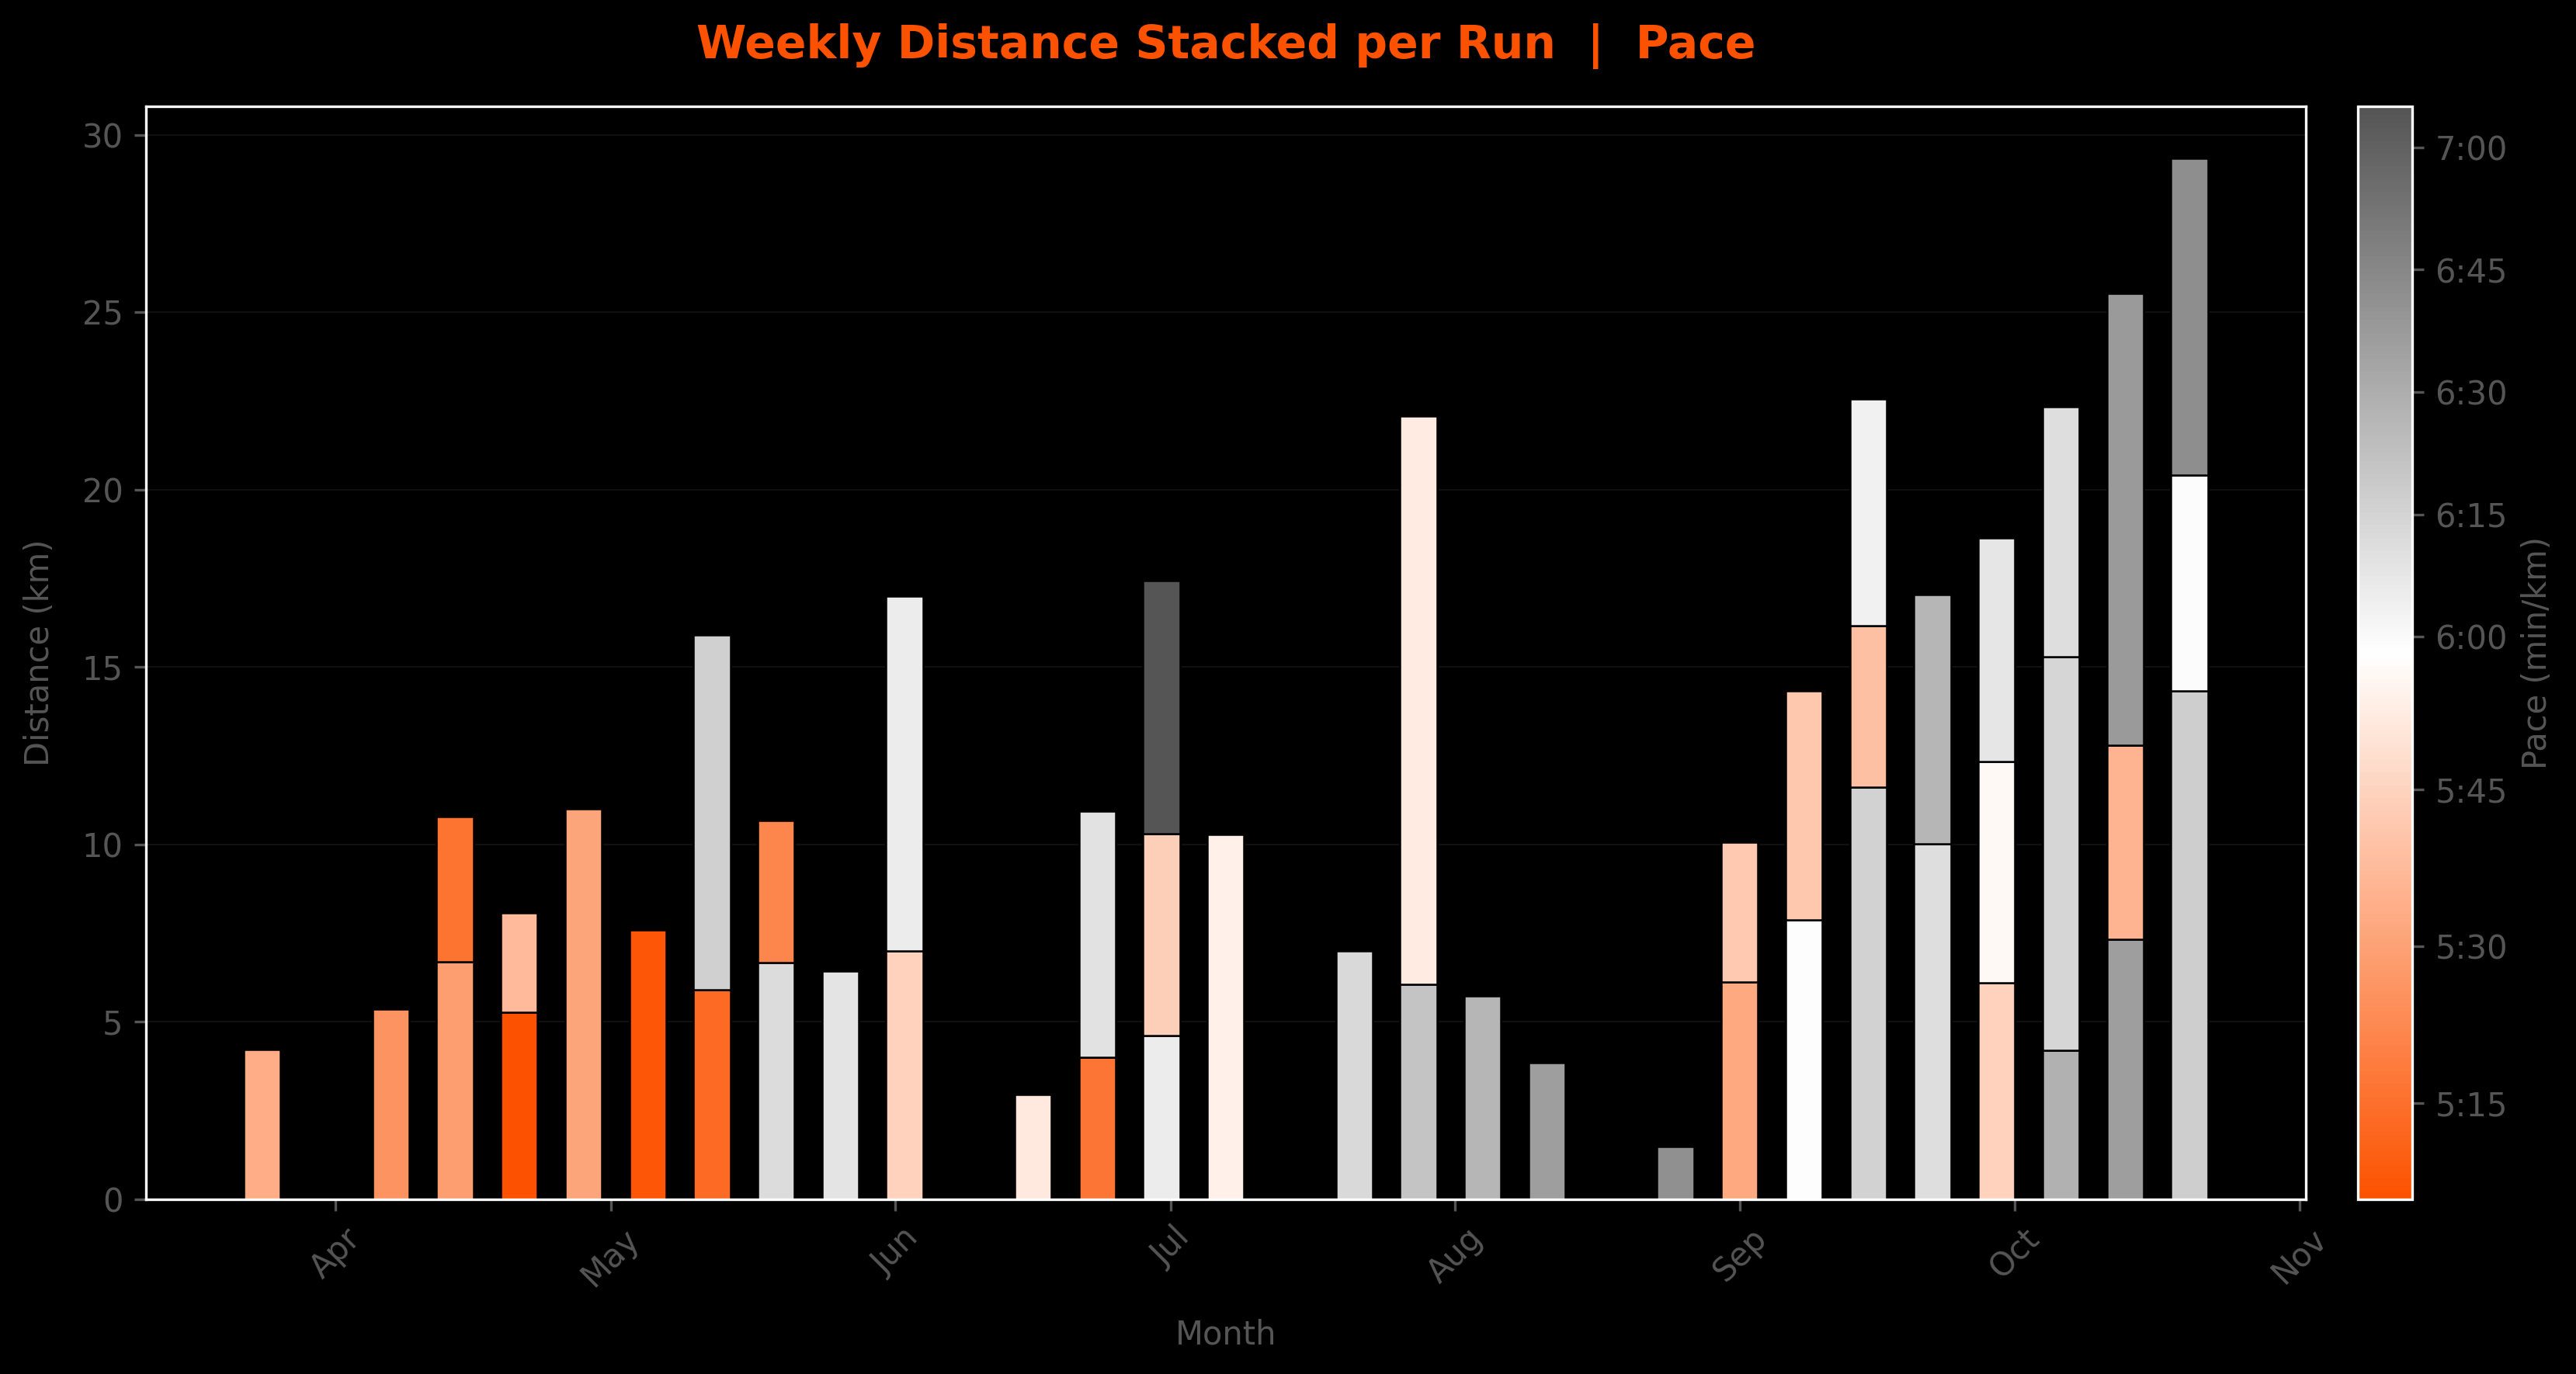 Weekly Distance Stacked per Run | Pace
30
25
20
15
10
5
0
Distance (km)
Apr
May
Jun
Jul
Aug
Sep
Oct
Nov
Month
7:00
6:45
6:30
6:15
6:00
5:45
5:30
5:15
Pace (min/km)